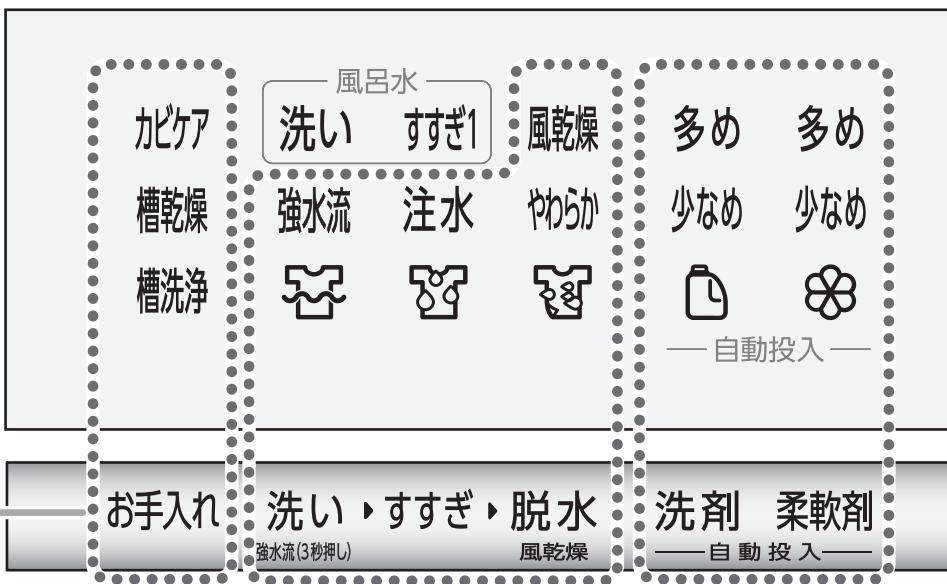 風呂水
カビケア 洗い すすぎ1 風乾燥 多め 多め
槽乾燥 強水流 注水 やわらか 少なめ 少なめ
槽洗浄
自動投入
お手入れ 洗い すすぎ 脱水 洗剤 柔軟剤
強水流(3秒押し) 風乾燥 自動投入